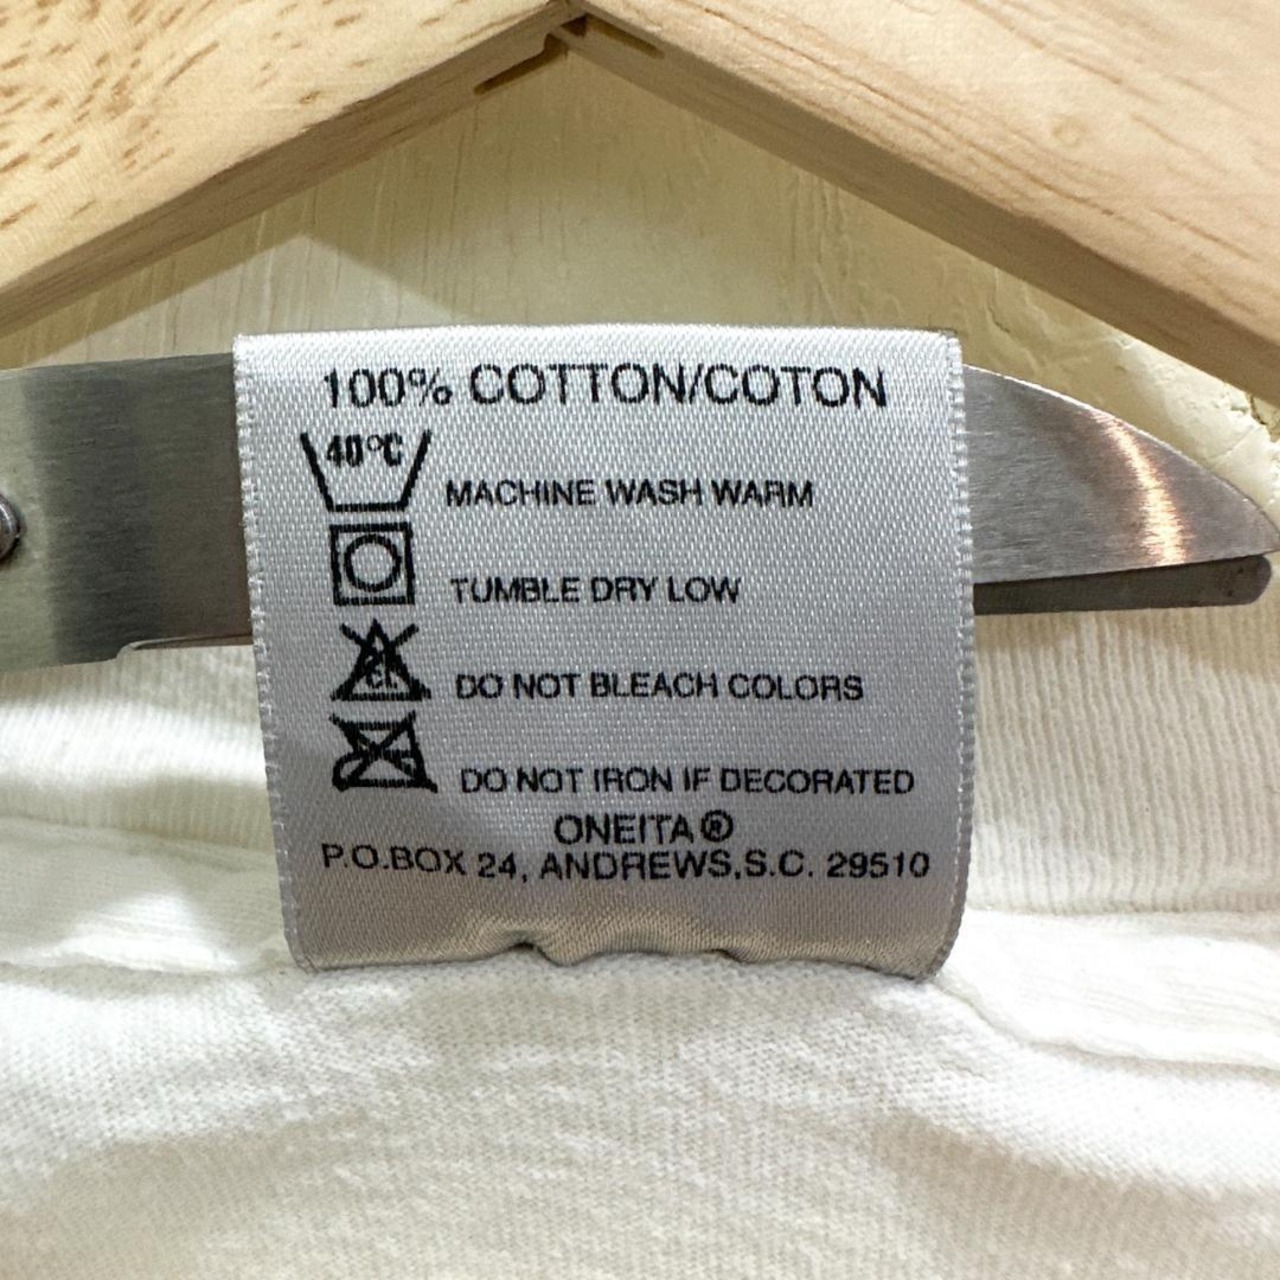 100% COTTON/COTON
40°C
MACHINE WASH WARM
TUMBLE DRY LOW
CL
DO NOT BLEACH COLORS
DO NOT IRON IF DECORATED
ONEITA®
P.O.BOX 24, ANDREWS,S.C. 29510